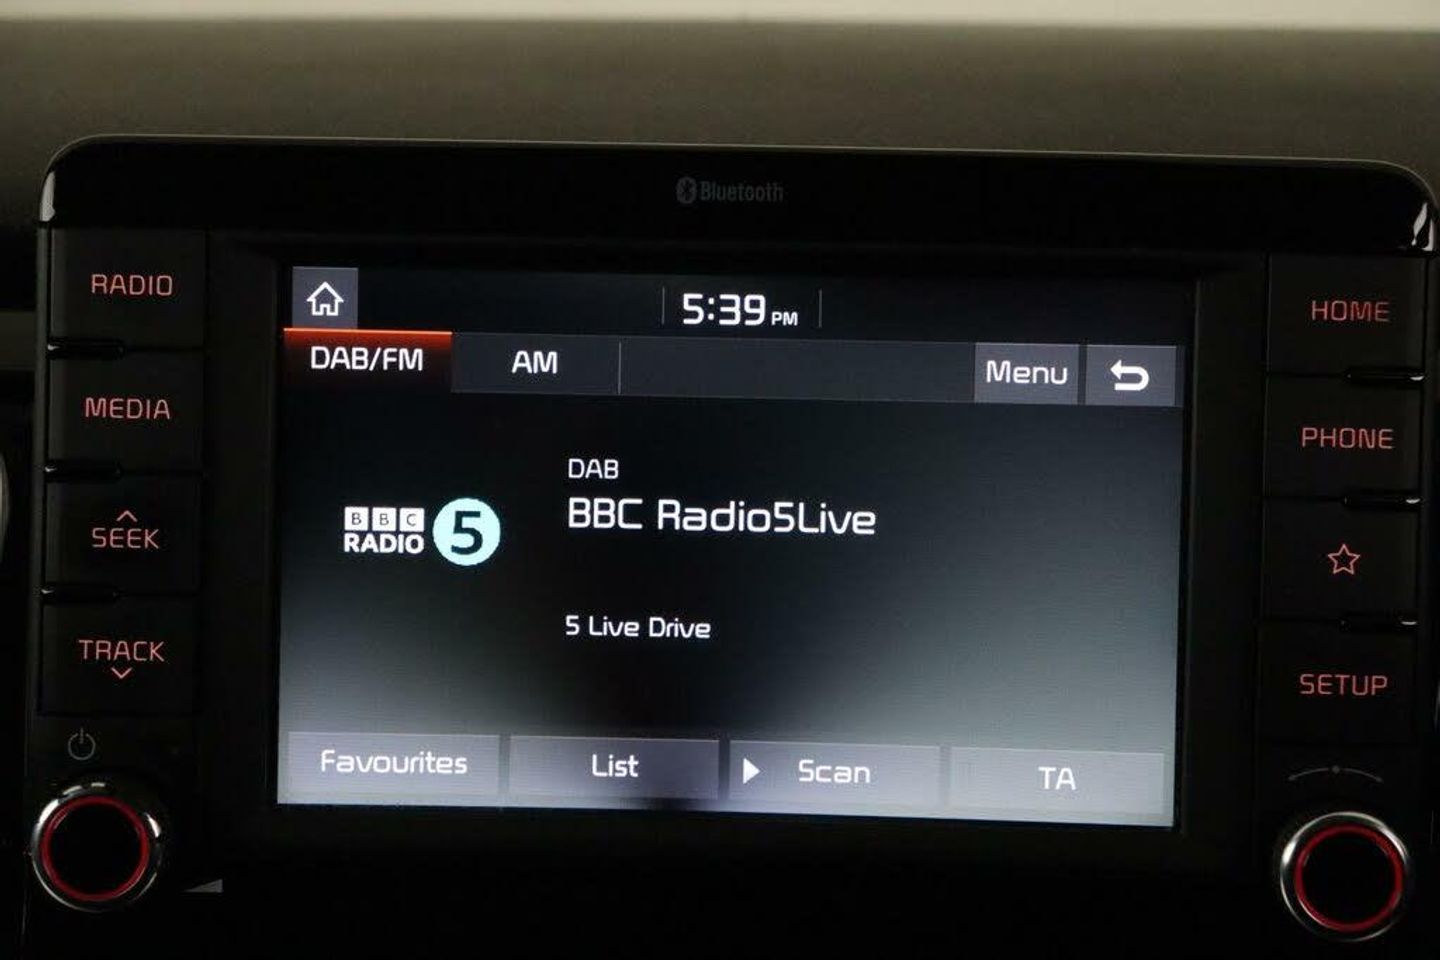 Bluetooth
RADIO
MEDIA
SEEK
TRACK
5:39 PM
DAB/FM
AM
Menu
BBC
RADIO 5
DAB
BBC Radio5Live
5 Live Drive
Favourites
List
Scan
TA
HOME
PHONE
SETUP